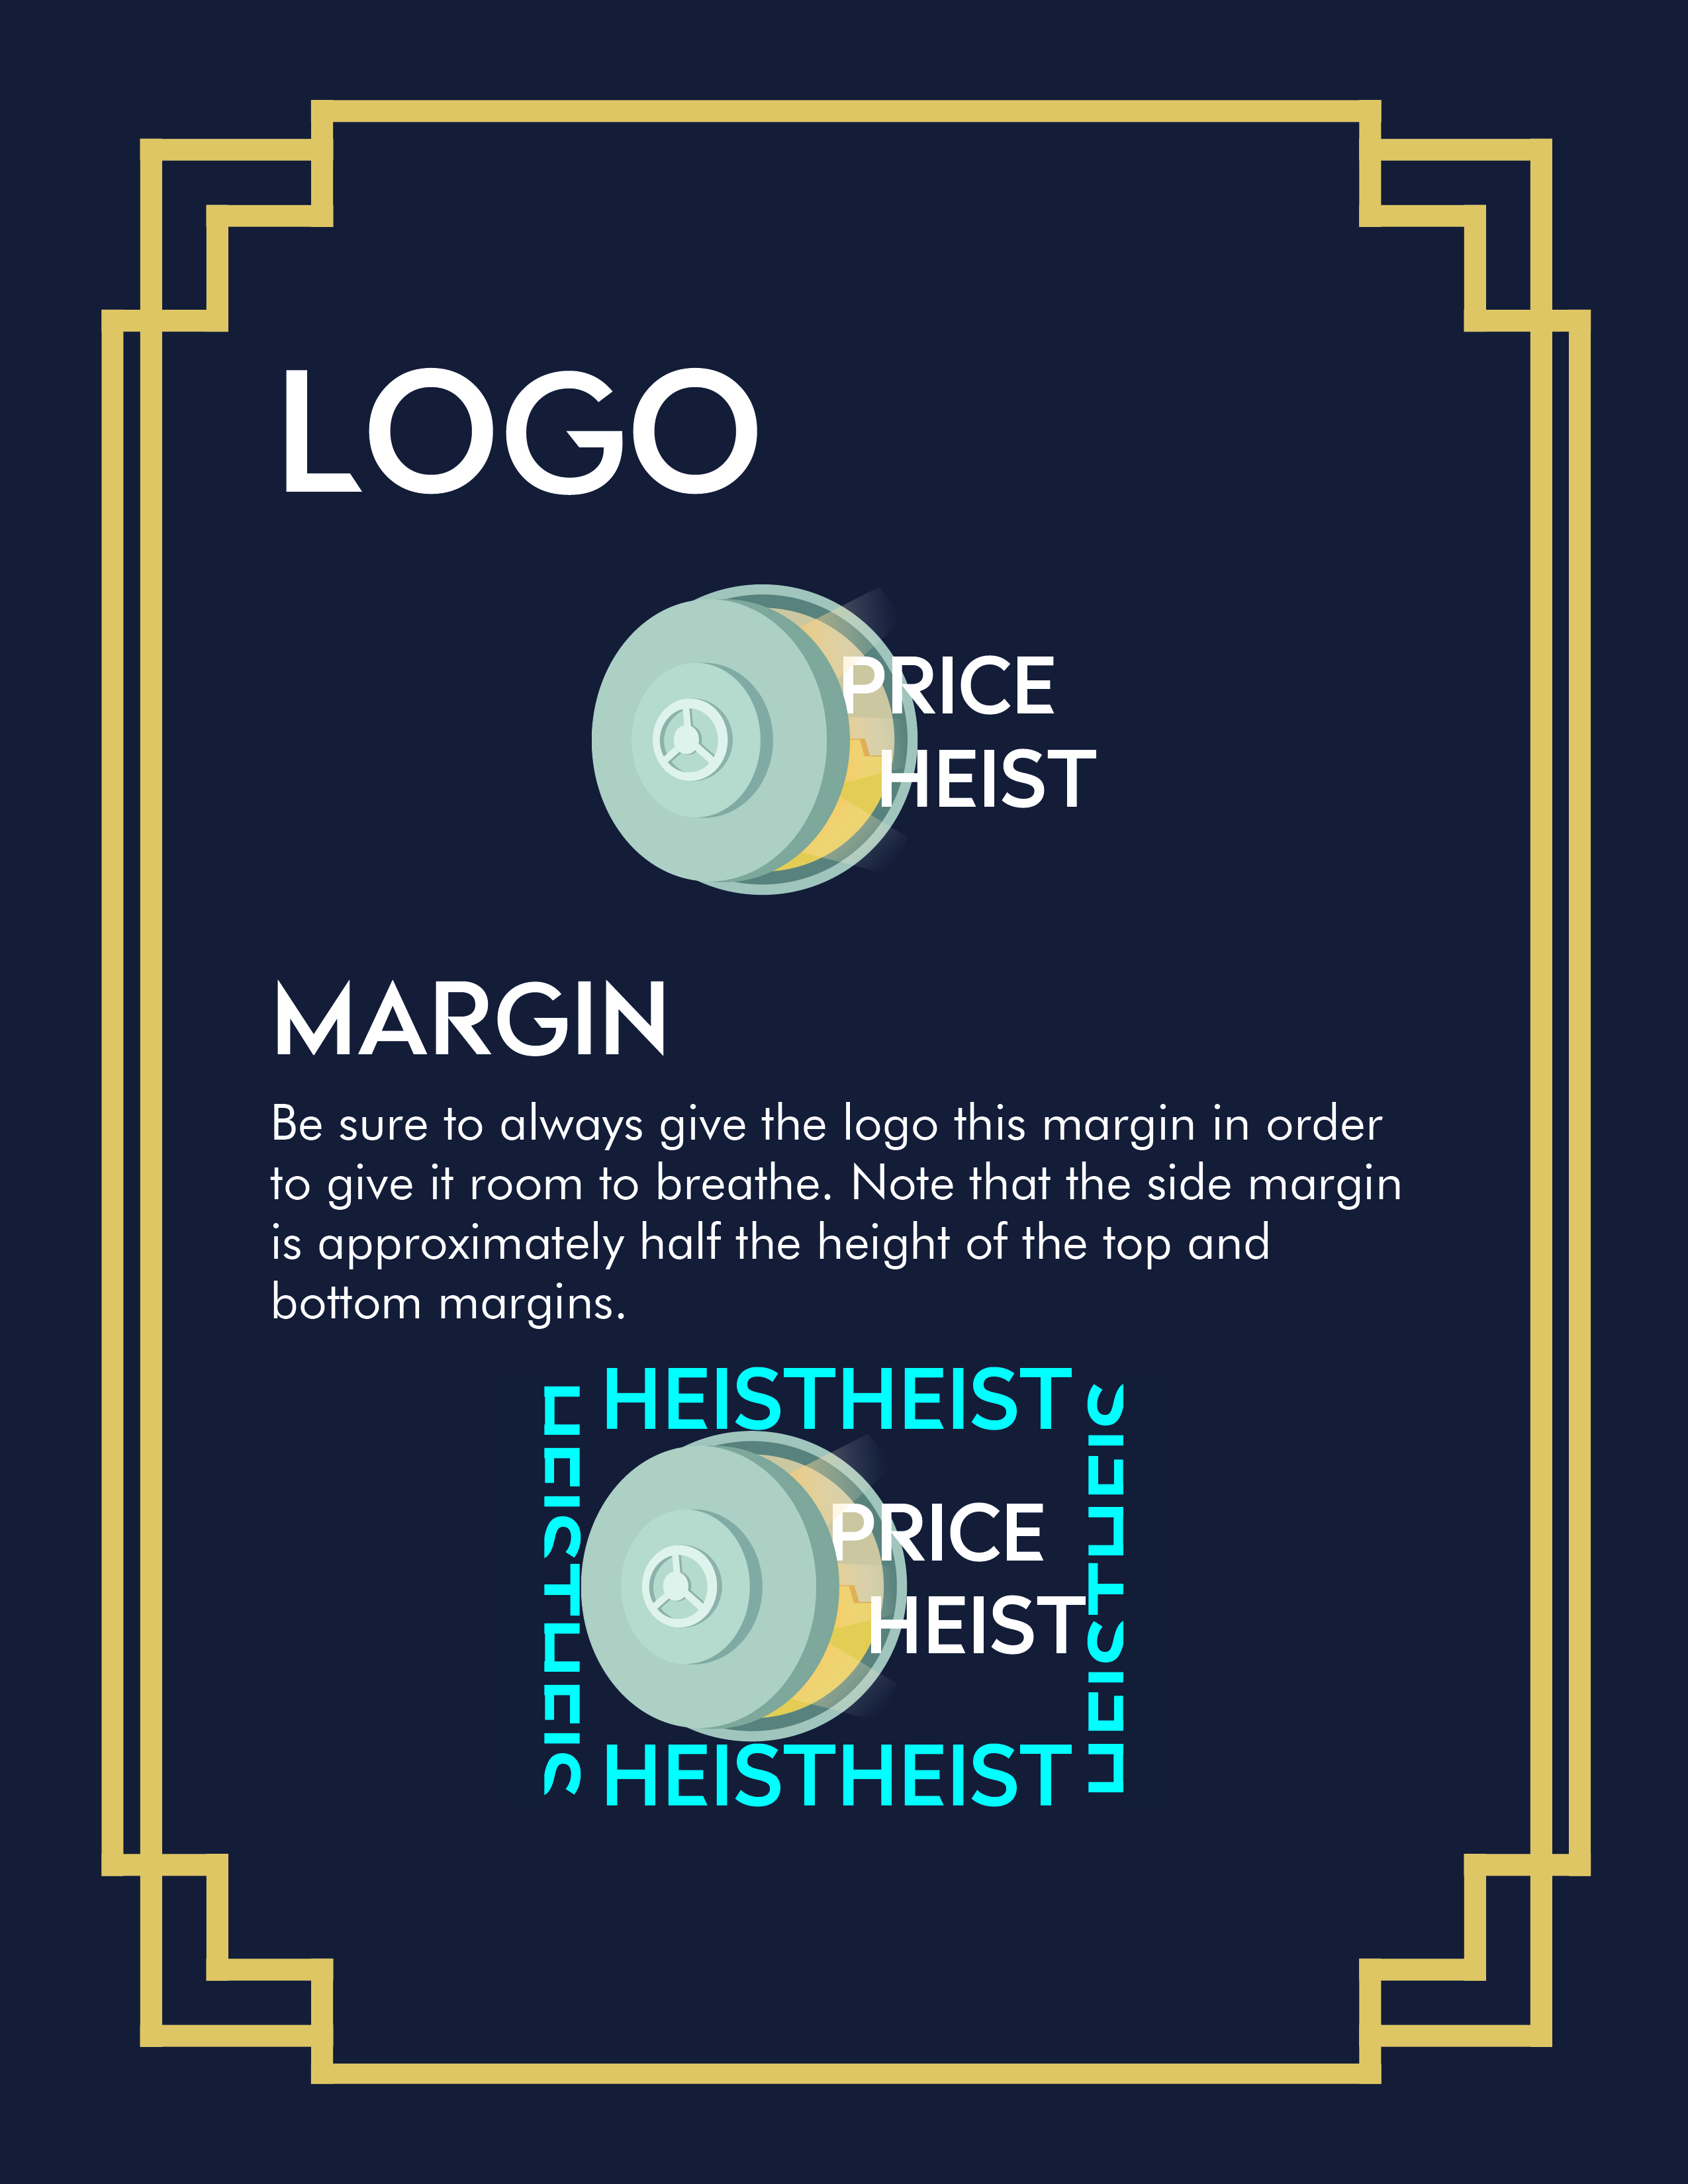 LOGO
PRICE
HEIST
MARGIN
Be sure to always give the logo this margin in order
to give it room to breathe. Note that the side margin
is approximately half the height of the top and
bottom margins.
HEISTHEIST
PRICE
HEIST
HEISTHEIST
HEISTHEIS
HEISTHEIS